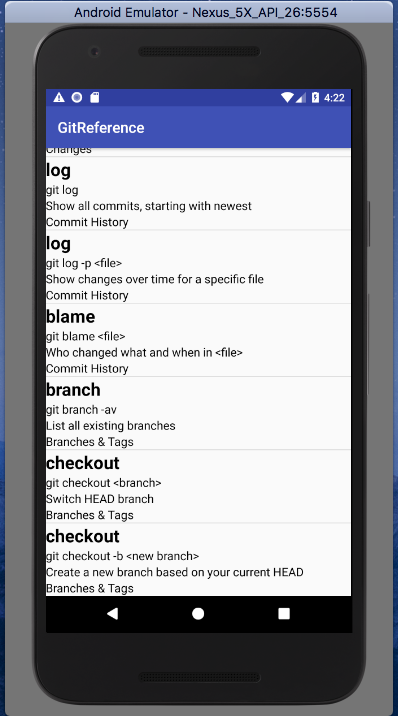 Android Emulator - Nexus_5X_API_26:5554
4:22
GitReference
Changes
log
git log
Show all commits, starting with newest
Commit History
log
git log -p <file>
Show changes over time for a specific file
Commit History
blame
git blame <file>
Who changed what and when in <file>
Commit History
branch
git branch -av
List all existing branches
Branches & Tags
checkout
git checkout <branch>
Switch HEAD branch
Branches & Tags
checkout
git checkout -b <new branch>
Create a new branch based on your current HEAD
Branches & Tags